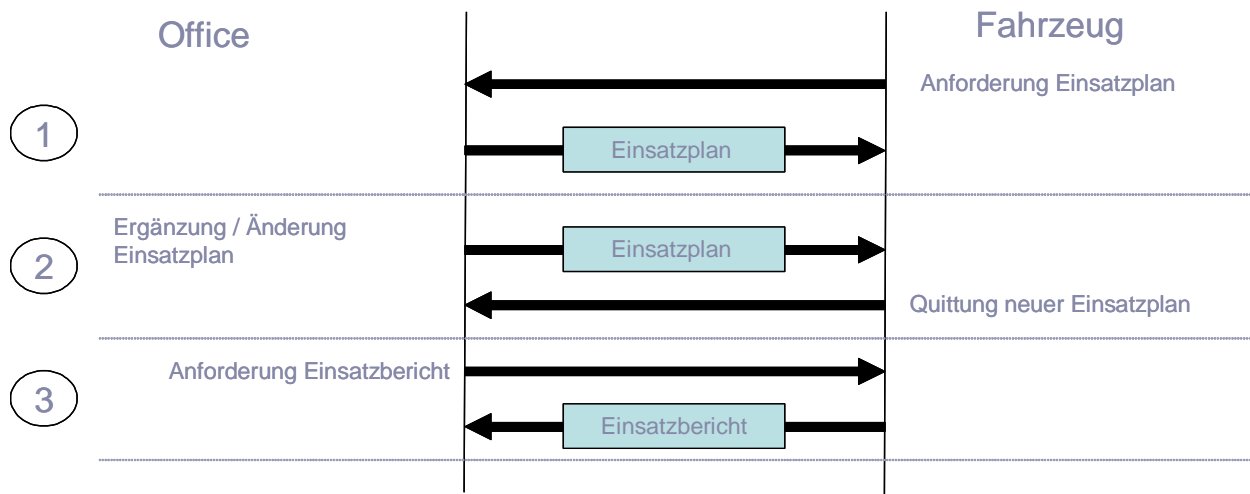 Office
Fahrzeug
Anforderung Einsatzplan
1
Einsatzplan
Ergänzung / Änderung
Einsatzplan
2
Einsatzplan
Quittung neuer Einsatzplan
Anforderung Einsatzbericht
3
Einsatzbericht